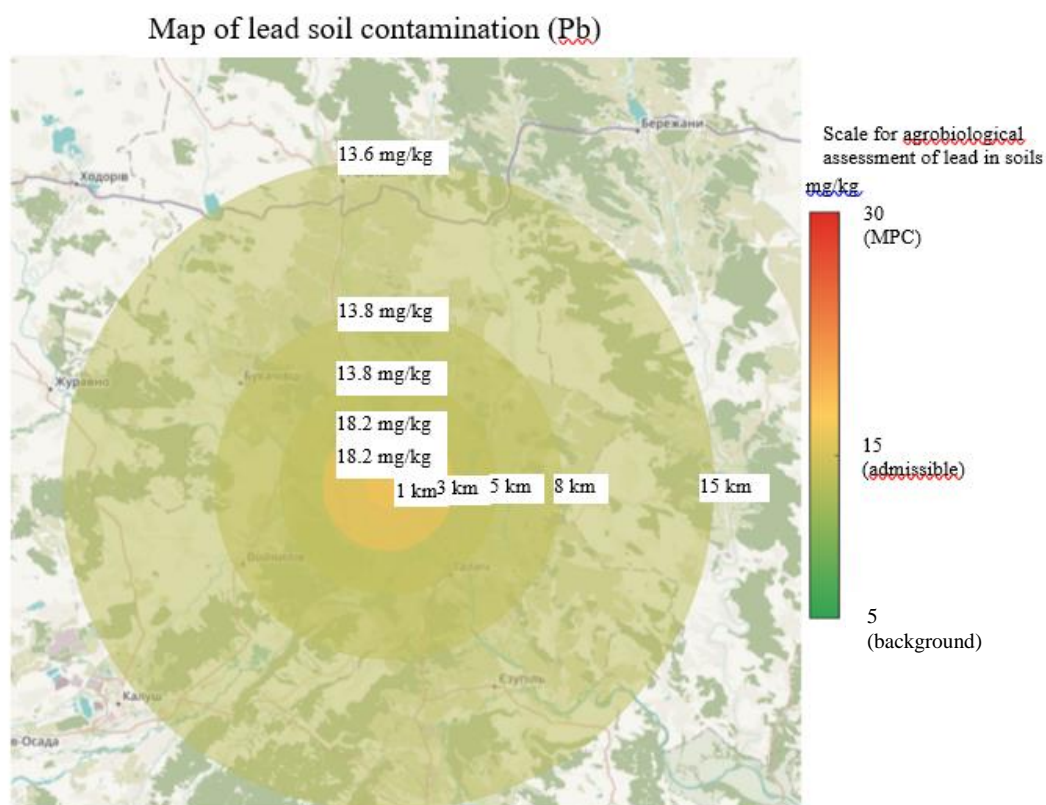 Map of lead soil contamination (Pb)
Бережани
Ходорів
13.6 mg/kg
13.8 mg/kg
Журавно
13.8 mg/kg
18.2 mg/kg
18.2 mg/kg
1 km
3 km
5 km
8 km
15 km
Єзупіль
Калуш
в-Осада
Scale for agrobiological
assessment of lead in soils
mg/kg
30
(MPC)
15
(admissible)
5
(background)